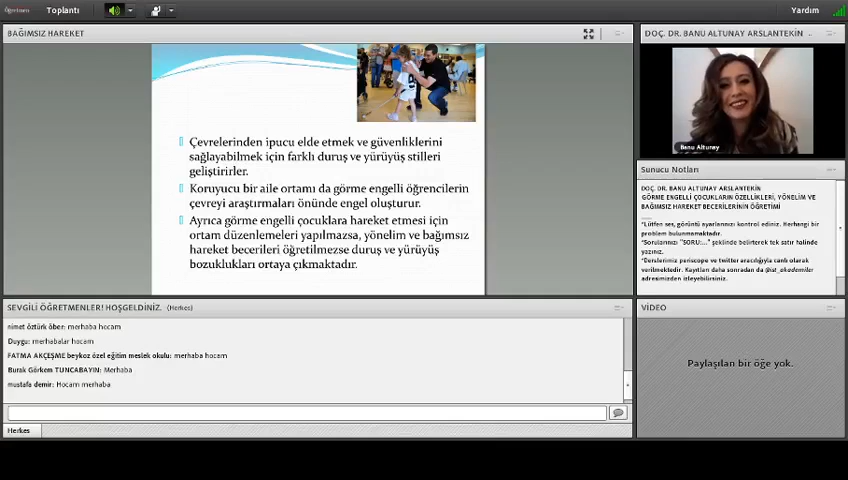 Öğretmen Toplantı Yardım
BAĞIMSIZ HAREKET
Çevrelerinden ipucu elde etmek ve güvenliklerini
sağlayabilmek için farklı duruş ve yürüyüş stilleri
geliştirirler.
Koruyucu bir aile ortamı da görme engelli öğrencilerin
çevreyi araştırmaları önünde engel oluşturur.
Ayrıca görme engelli çocuklara hareket etmesi için
ortam düzenlemeleri yapılmazsa, yönelim ve bağımsız
hareket becerileri öğretilmezse duruş ve yürüyüş
bozuklukları ortaya çıkmaktadır.
DOÇ. DR. BANU ALTUNAY ARSLANTEKİN ..
Banu Altunay
Sunucu Notları
DOÇ. DR. BANU ALTUNAY ARSLANTEKİN
GÖRME ENGELLİ ÇOCUKLARIN ÖZELLİKLERİ, YÖNELİM VE
BAĞIMSIZ HAREKET BECERİLERİNİN ÖĞRETİMİ
.....
*Lütfen ses, görüntü ayarlarınızı kontrol ediniz. Herhangi bir
problem bulunmamaktadır.
*Sorularınızı "SORU:..." şeklinde belirterek tek satır halinde
yazınız.
*Derslerimiz periscope ve twitter aracılığıyla canlı olarak
verilmektedir. Kayıtları daha sonradan da @ist_akademiler
adresimizden izleyebilirsiniz.
SEVGİLİ ÖĞRETMENLER! HOŞGELDİNİZ. (Herkes)
nimet öztürk öber: merhaba hocam
Duygu: merhabalar hocam
FATMA AKÇEŞME beykoz özel eğitim meslek okulu: merhaba hocam
Burak Görkem TUNCABAYIN: Merhaba
mustafa demir: Hocam merhaba
Herkes
VİDEO
Paylaşılan bir öğe yok.